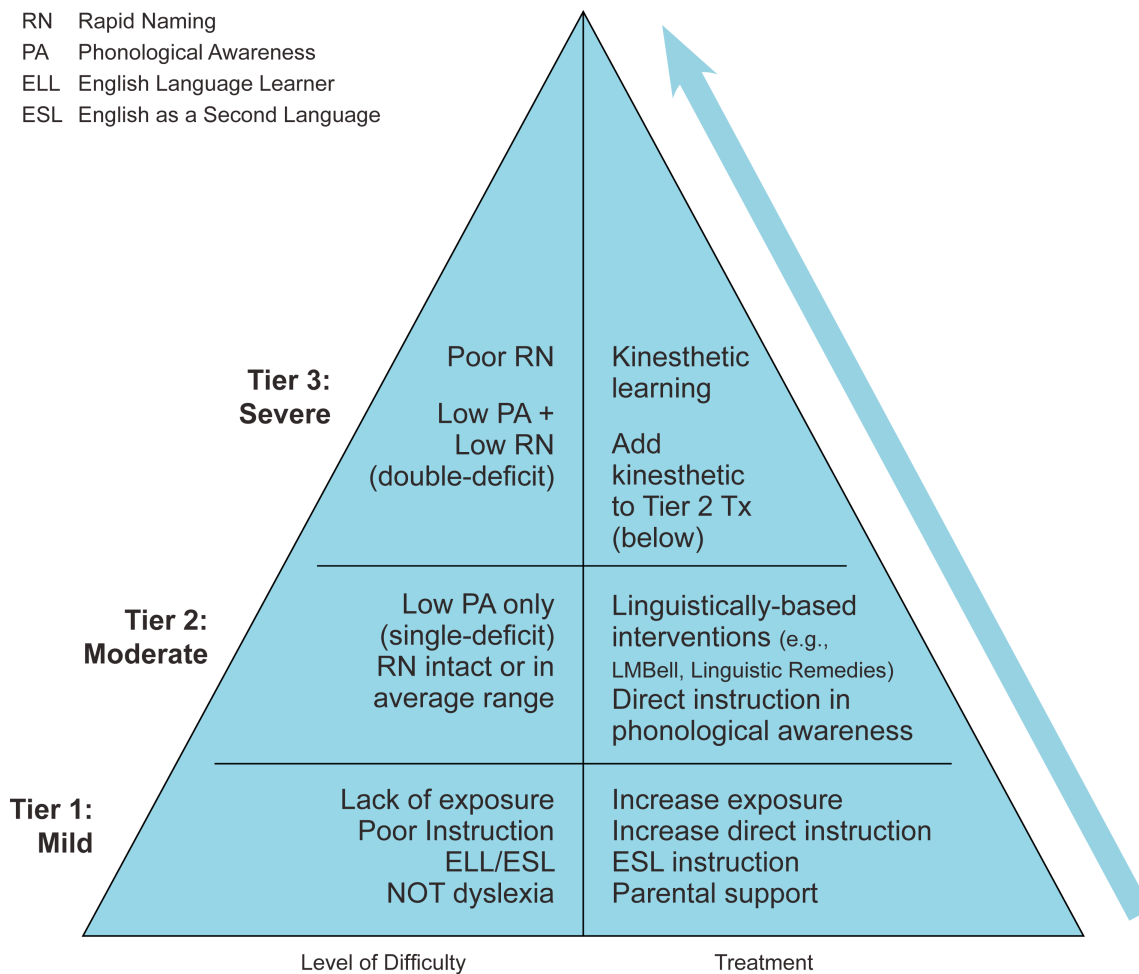 RN Rapid Naming
PA Phonological Awareness
ELL English Language Learner
ESL English as a Second Language
Tier 3:
Severe
Poor RN
Low PA +
Low RN
(double-deficit)
Kinesthetic
learning
Add
kinesthetic
to Tier 2 Tx
(below)
Tier 2:
Moderate
Low PA only
(single-deficit)
RN intact or in
average range
Linguistically-based
interventions (e.g.,
LMBell, Linguistic Remedies)
Direct instruction in
phonological awareness
Tier 1:
Mild
Lack of exposure
Poor Instruction
ELL/ESL
NOT dyslexia
Increase exposure
Increase direct instruction
ESL instruction
Parental support
Level of Difficulty
Treatment